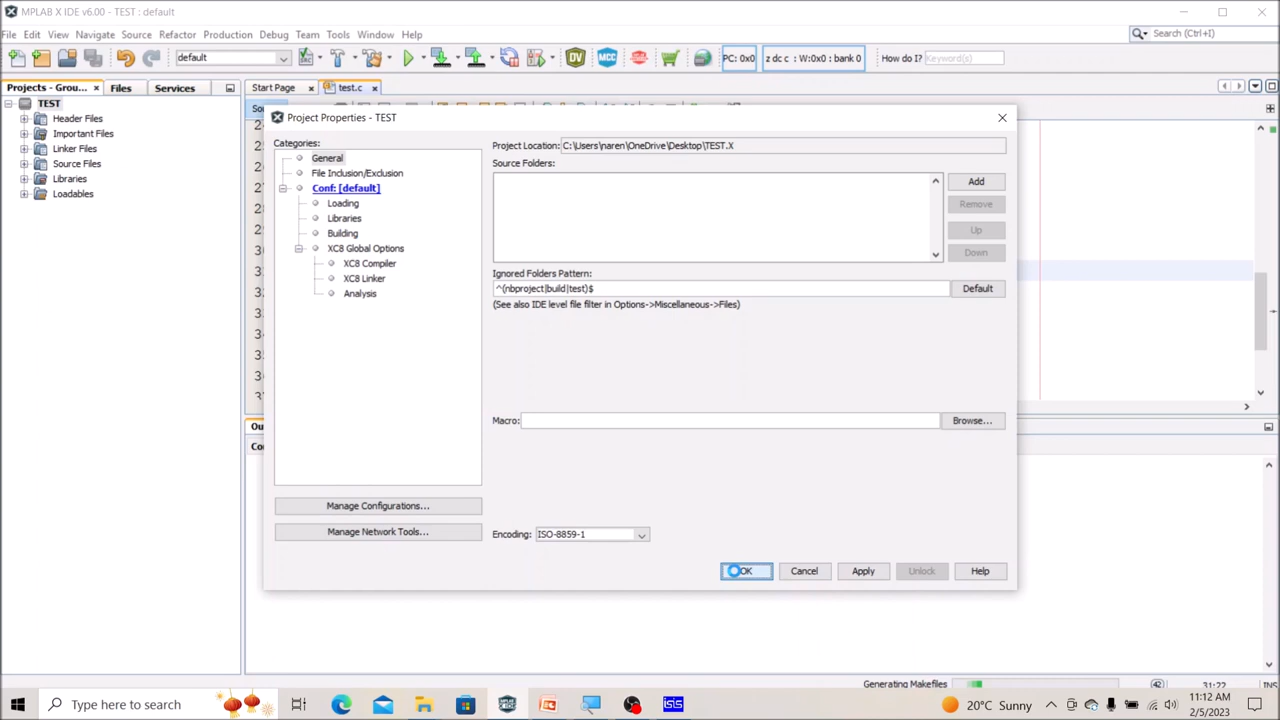 MPLAB X IDE v6.00 - TEST : default
File Edit View Navigate Source Refactor Production Debug Team Tools Window Help
Search (Ctrl+I)
default
PC: 0x0
z dc c : W:0x0 : bank 0
How do I? Keyword(s)
Projects - Grou...
Files
Services
Start Page
test.c
TEST
Header Files
Important Files
Linker Files
Source Files
Libraries
Loadables
Project Properties - TEST
Categories:
General
File Inclusion/Exclusion
Conf: [default]
Loading
Libraries
Building
XC8 Global Options
XC8 Compiler
XC8 Linker
Analysis
Manage Configurations...
Manage Network Tools...
Project Location: C:\Users\naren\OneDrive\Desktop\TEST.X
Source Folders:
Add
Remove
Up
Down
Ignored Folders Pattern:
^(nbproject|build|test)$
Default
(See also IDE level file filter in Options->Miscellaneous->Files)
Macro:
Browse...
Encoding: ISO-8859-1
OK
Cancel
Apply
Unlock
Help
Generating Makefiles
42
31:22
INS
Type here to search
20°C Sunny
11:12 AM
2/5/2023